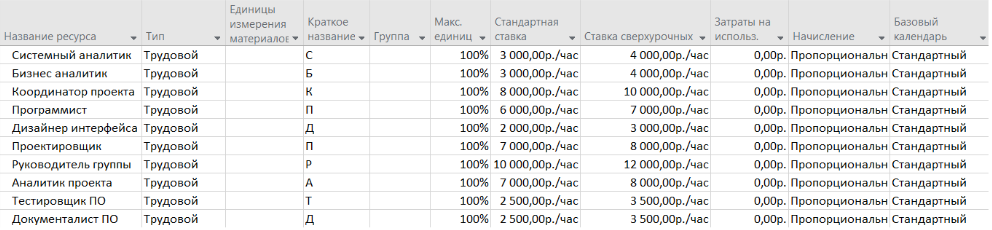 Название ресурса Тип Единицы измерения материалов Краткое название Группа Макс. единиц Стандартная ставка Ставка сверхурочных Затраты на использ. Начисление Базовый календарь
Системный аналитик Трудовой С 100% 3 000,00р./час 4 000,00р./час 0,00р. Пропорциональн Стандартный
Бизнес аналитик Трудовой Б 100% 3 000,00р./час 4 000,00р./час 0,00р. Пропорциональн Стандартный
Координатор проекта Трудовой К 100% 8 000,00р./час 10 000,00р./час 0,00р. Пропорциональн Стандартный
Программист Трудовой П 100% 6 000,00р./час 7 000,00р./час 0,00р. Пропорциональн Стандартный
Дизайнер интерфейса Трудовой Д 100% 2 000,00р./час 3 000,00р./час 0,00р. Пропорциональн Стандартный
Проектировщик Трудовой П 100% 7 000,00р./час 8 000,00р./час 0,00р. Пропорциональн Стандартный
Руководитель группы Трудовой Р 100% 10 000,00р./час 12 000,00р./час 0,00р. Пропорциональн Стандартный
Аналитик проекта Трудовой А 100% 7 000,00р./час 8 000,00р./час 0,00р. Пропорциональн Стандартный
Тестировщик ПО Трудовой Т 100% 2 500,00р./час 3 500,00р./час 0,00р. Пропорциональн Стандартный
Документалист ПО Трудовой Д 100% 2 500,00р./час 3 500,00р./час 0,00р. Пропорциональн Стандартный